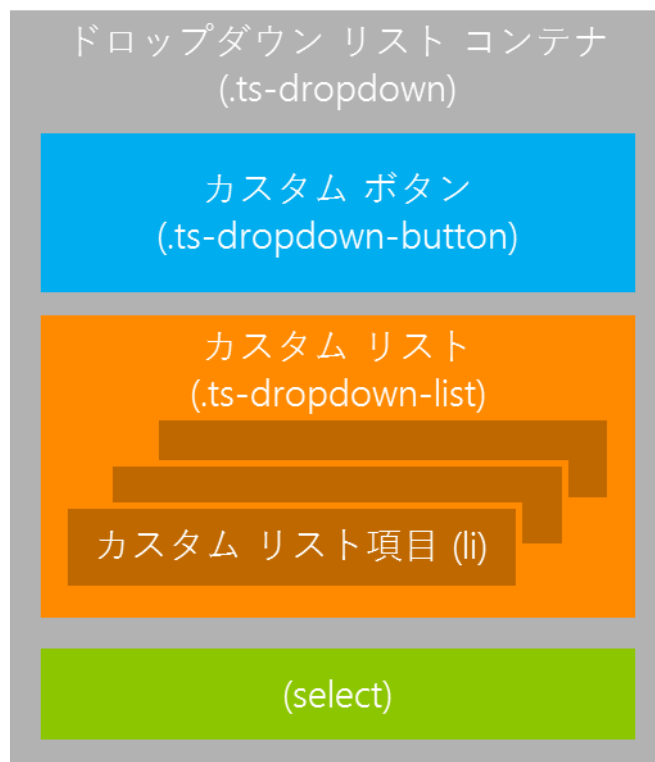 ドロップダウン リスト コンテナ
(.ts-dropdown)
カスタム ボタン
(.ts-dropdown-button)
カスタム リスト
(.ts-dropdown-list)
カスタム リスト項目 (li)
(select)